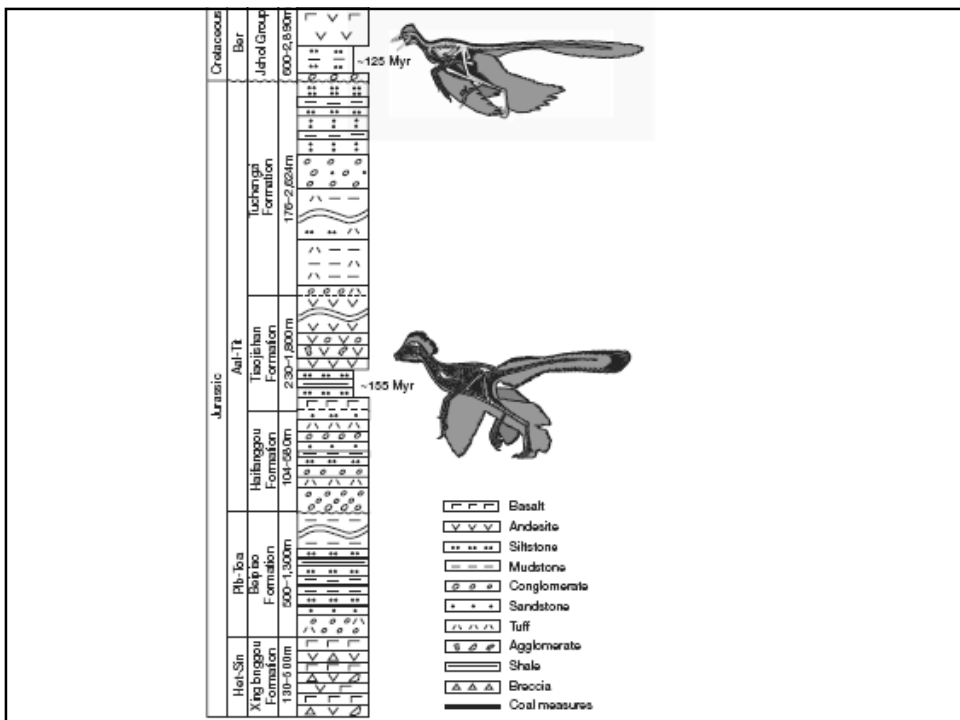 Cretaceous
Ber
Jehol Group
600–2,890m
~125 Myr
Jurassic
Aal-Tit
Tuchengzi
Formation
176–2,624m
Tiaojishan
Formation
230–1,800m
~155 Myr
Haifanggou
Formation
104–580m
Plb-Toa
Beipiao
Formation
500–1,300m
Het-Sin
Xingbnggou
Formation
130–500m
Basalt
Andesite
Siltstone
Mudstone
Conglomerate
Sandstone
Tuff
Agglomerate
Shale
Breccia
Coal measures